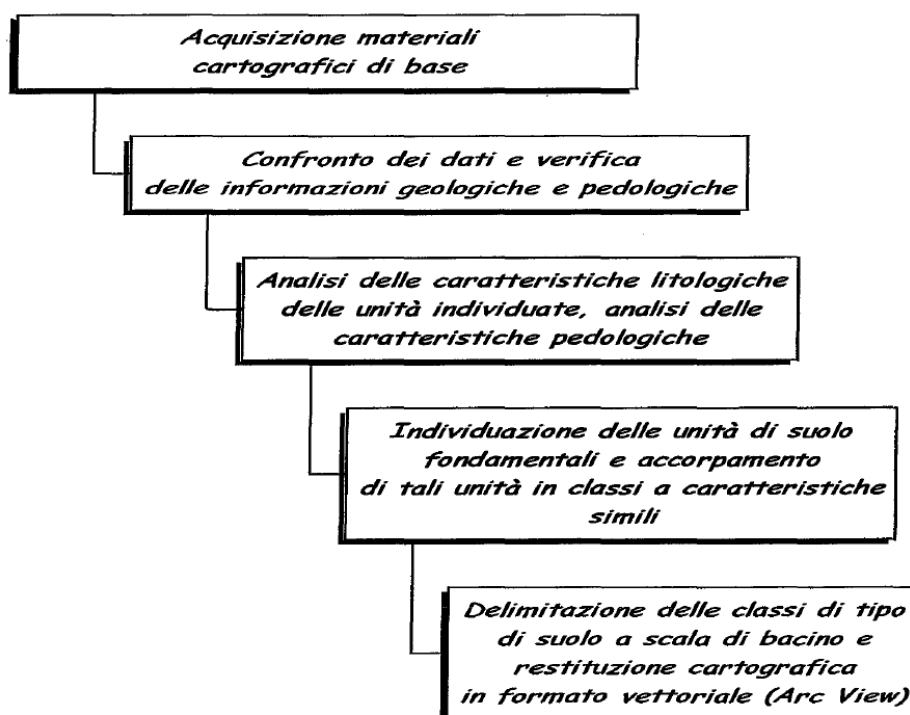 Acquisizione materiali
cartografici di base
Confronto dei dati e verifica
delle informazioni geologiche e pedologiche
Analisi delle caratteristiche litologiche
delle unità individuate, analisi delle
caratteristiche pedologiche
Individuazione delle unità di suolo
fondamentali e accorpamento
di tali unità in classi a caratteristiche
simili
Delimitazione delle classi di tipo
di suolo a scala di bacino e
restituzione cartografica
in formato vettoriale (Arc View)